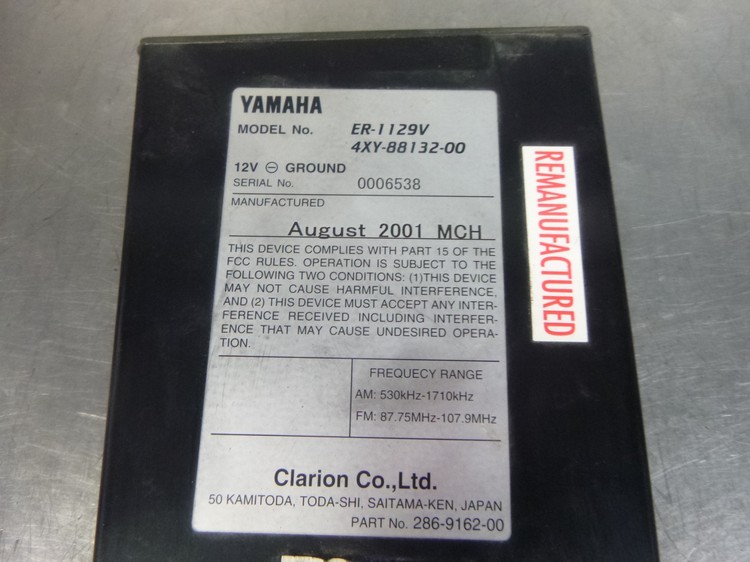 YAMAHA
MODEL No. ER-1129V
4XY-88132-00
12V ⊖ GROUND
SERIAL No. 0006538
MANUFACTURED
August 2001 MCH
THIS DEVICE COMPLIES WITH PART 15 OF THE
FCC RULES. OPERATION IS SUBJECT TO THE
FOLLOWING TWO CONDITIONS: (1)THIS DEVICE
MAY NOT CAUSE HARMFUL INTERFERENCE,
AND (2) THIS DEVICE MUST ACCEPT ANY INTER-
FERENCE RECEIVED INCLUDING INTERFER-
ENCE THAT MAY CAUSE UNDESIRED OPERA-
TION.
FREQUECY RANGE
AM: 530kHz-1710kHz
FM: 87.75MHz-107.9MHz
Clarion Co.,Ltd.
50 KAMITODA, TODA-SHI, SAITAMA-KEN, JAPAN
PART No. 286-9162-00
REMANUFACTURED